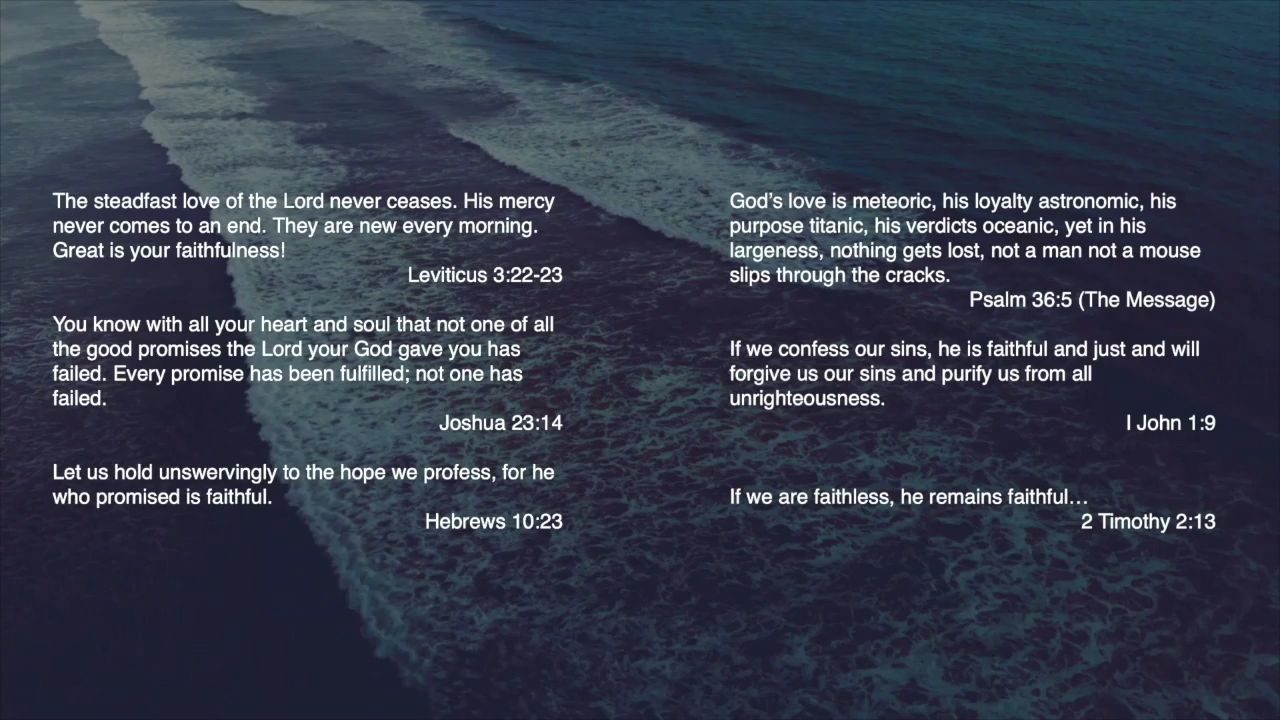 The steadfast love of the Lord never ceases. His mercy
never comes to an end. They are new every morning.
Great is your faithfulness!
Leviticus 3:22-23
You know with all your heart and soul that not one of all
the good promises the Lord your God gave you has
failed. Every promise has been fulfilled; not one has
failed.
Joshua 23:14
Let us hold unswervingly to the hope we profess, for he
who promised is faithful.
Hebrews 10:23
God’s love is meteoric, his loyalty astronomic, his
purpose titanic, his verdicts oceanic, yet in his
largeness, nothing gets lost, not a man not a mouse
slips through the cracks.
Psalm 36:5 (The Message)
If we confess our sins, he is faithful and just and will
forgive us our sins and purify us from all
unrighteousness.
I John 1:9
If we are faithless, he remains faithful…
2 Timothy 2:13